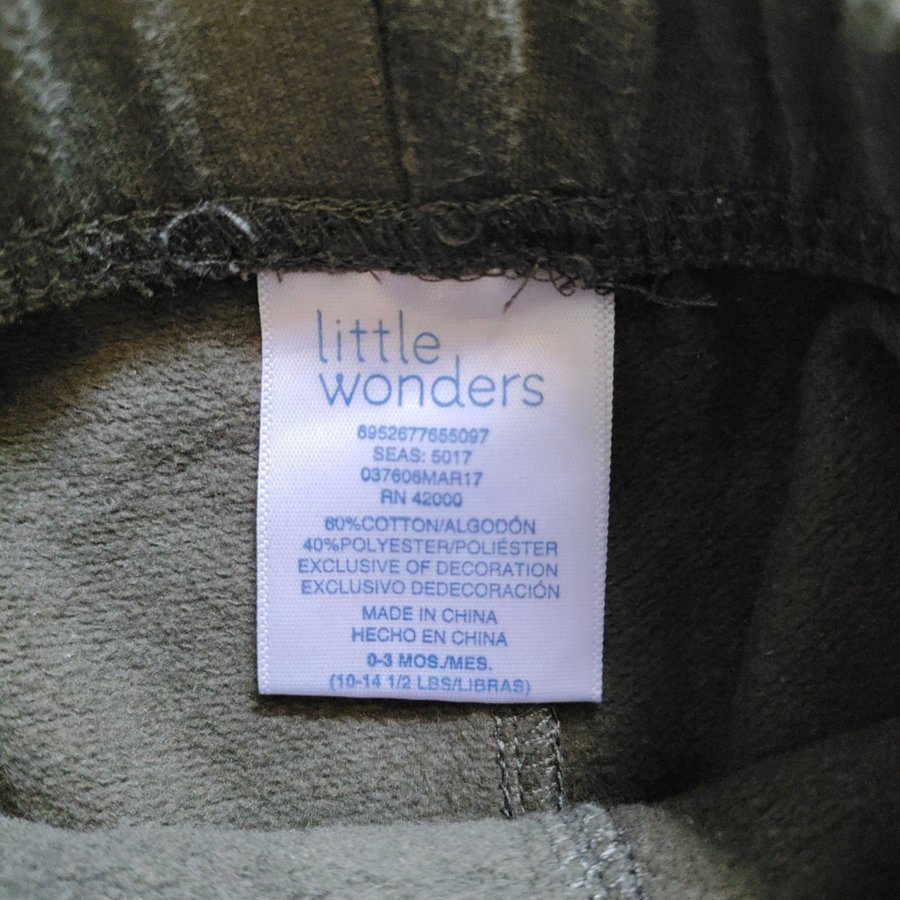 little
wonders
6952677655097
SEAS: 5017
037606MAR17
RN 42000
60%COTTON/ALGODÓN
40%POLYESTER/POLIÉSTER
EXCLUSIVE OF DECORATION
EXCLUSIVO DEDECORACIÓN
MADE IN CHINA
HECHO EN CHINA
0-3 MOS./MES.
(10-14 1/2 LBS/LIBRAS)